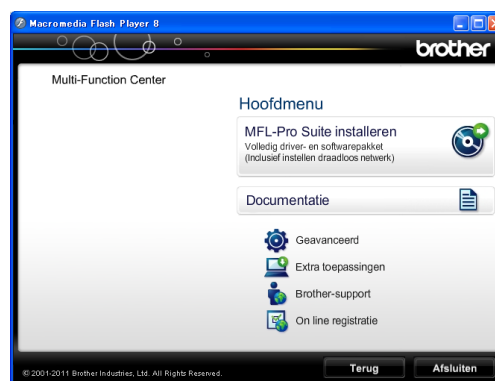 Macromedia Flash Player 8
brother
Multi-Function Center
Hoofdmenu
MFL-Pro Suite installeren
Volledig driver- en softwarepakket
(Inclusief instellen draadloos netwerk)
Documentatie
Geavanceerd
Extra toepassingen
Brother-support
On line registratie
© 2001-2011 Brother Industries, Ltd. All Rights Reserved.
Terug
Afsluiten